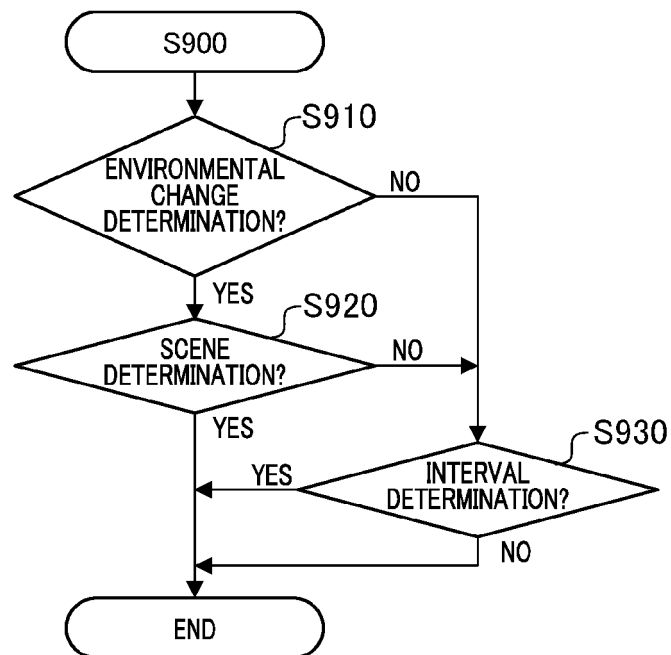 S900
S910
ENVIRONMENTAL
CHANGE
DETERMINATION?
NO
YES
S920
SCENE
DETERMINATION?
NO
YES
S930
INTERVAL
DETERMINATION?
YES
NO
END